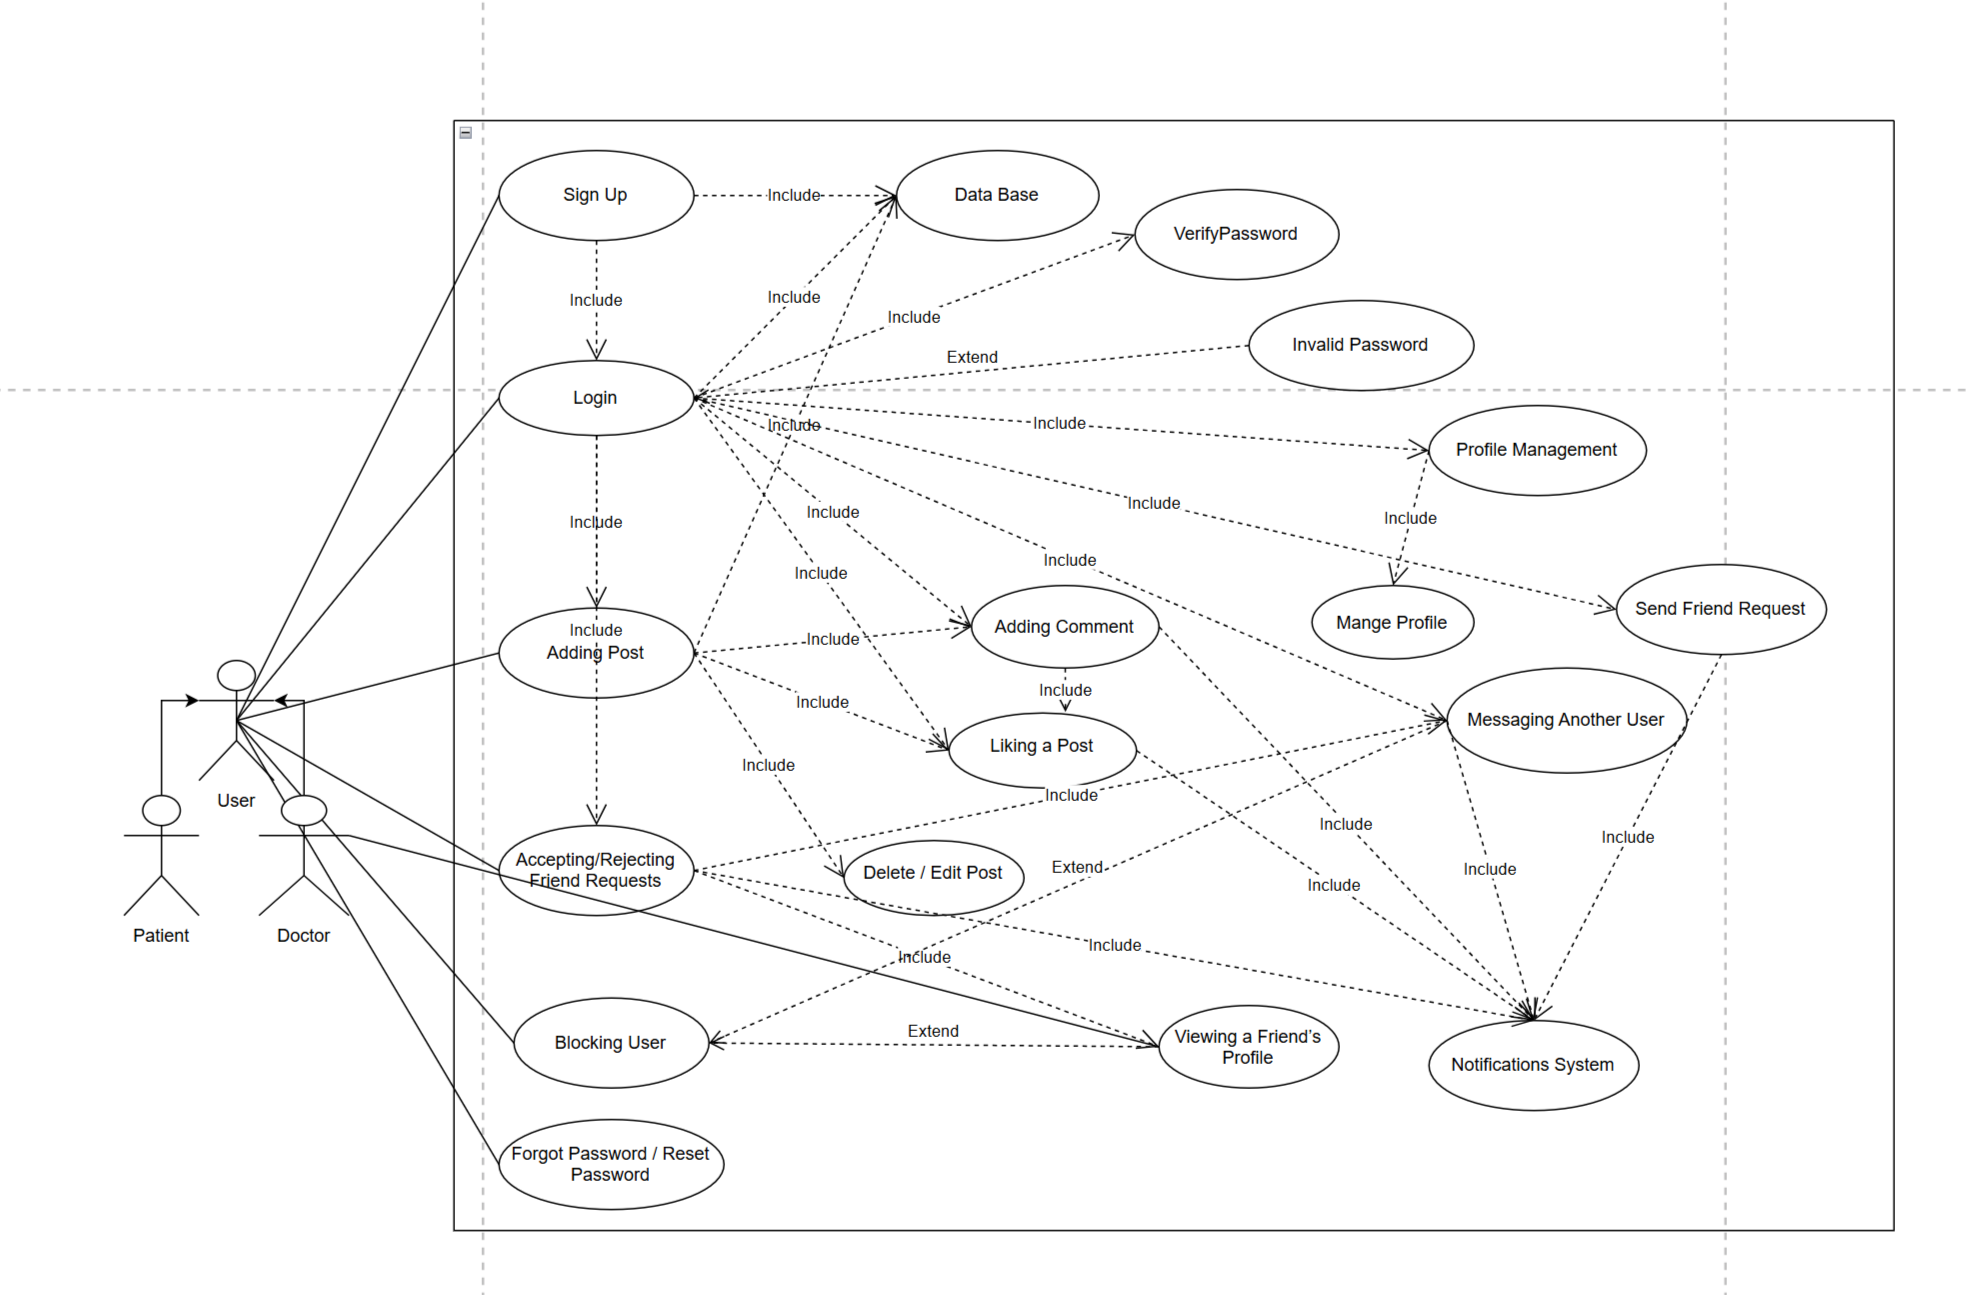 Sign Up
Include
Data Base
VerifyPassword
Include
Include
Include
Invalid Password
Extend
Login
Include
Include
Profile Management
Include
Include
Include
Include
Include
Include
Include
Adding Post
Include
Adding Comment
Mange Profile
Send Friend Request
Include
Include
Liking a Post
Messaging Another User
Include
Include
User
Include
Include
Accepting/Rejecting
Friend Requests
Delete / Edit Post
Extend
Include
Include
Patient
Doctor
Include
Include
Extend
Blocking User
Viewing a Friend’s
Profile
Notifications System
Forgot Password / Reset
Password